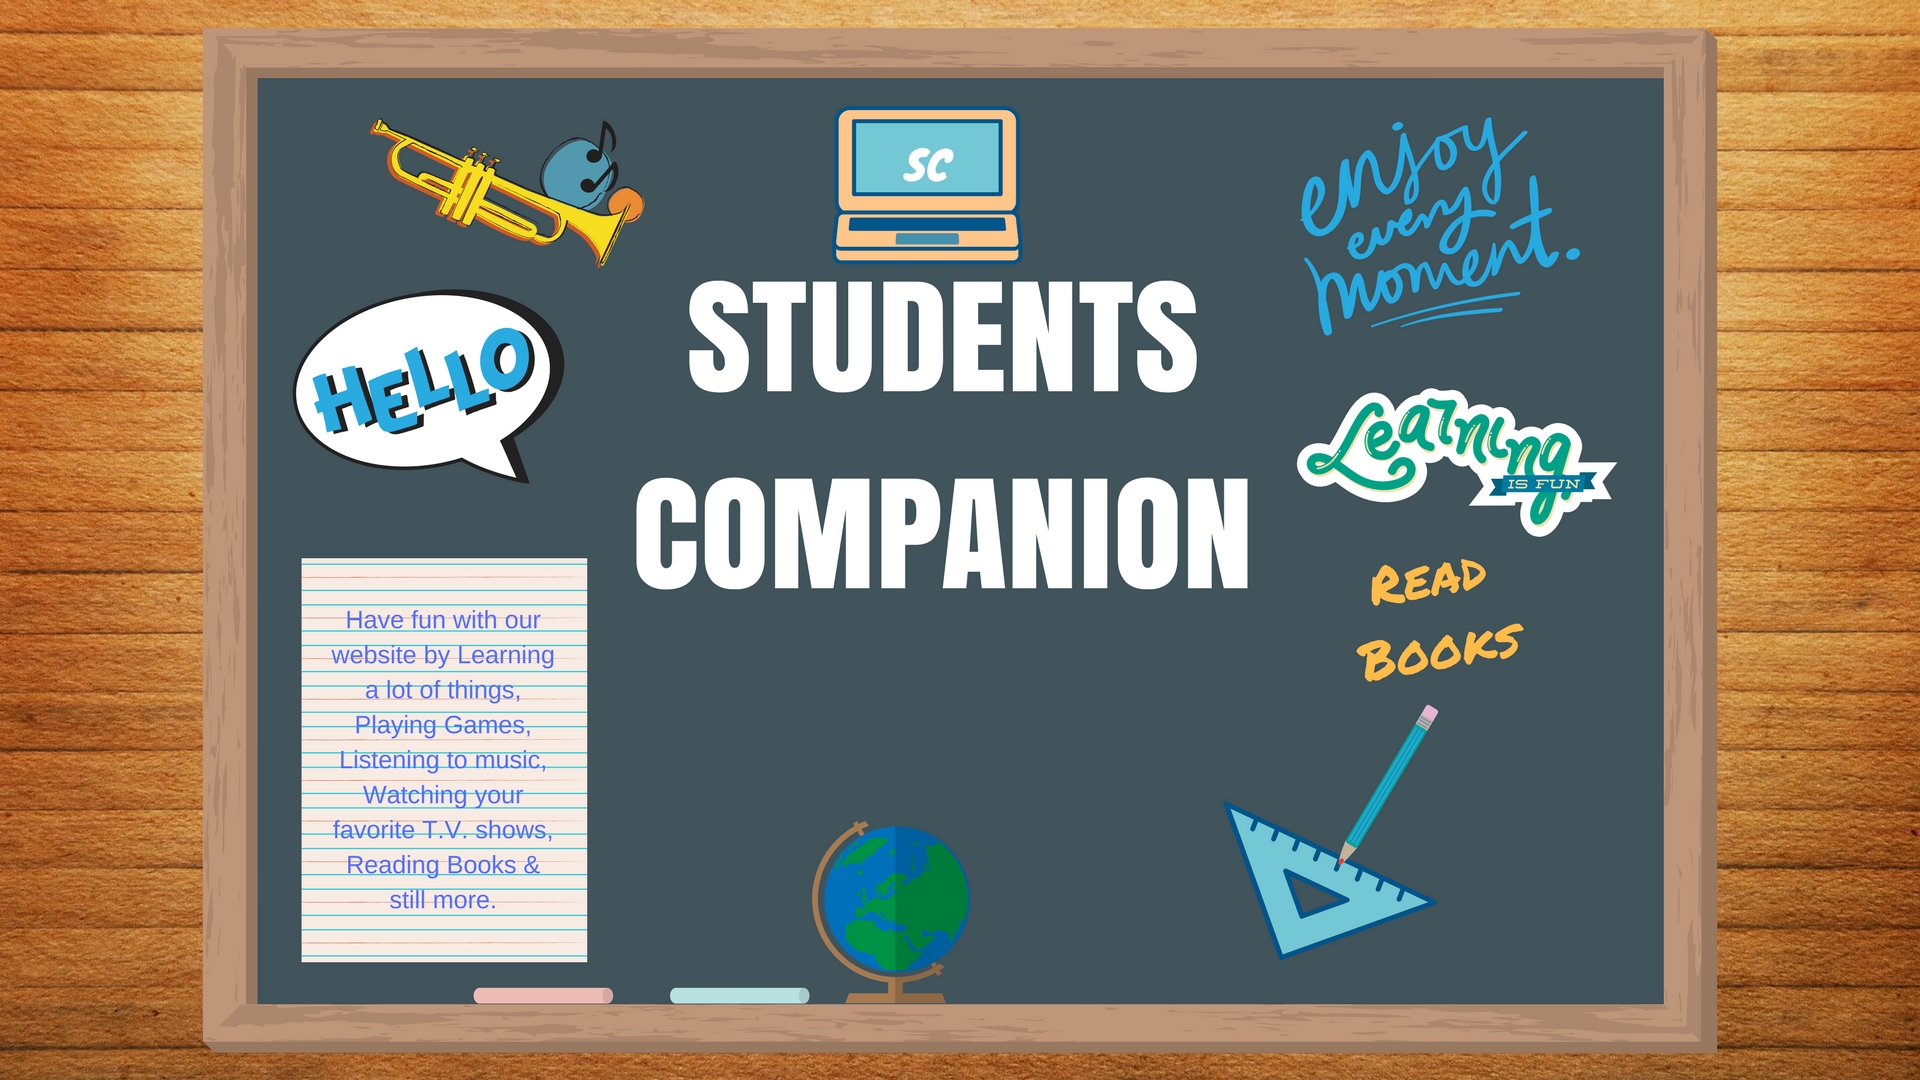 SC
STUDENTS
COMPANION
HELLO
Have fun with our
website by Learning
a lot of things,
Playing Games,
Listening to music,
Watching your
favorite T.V. shows,
Reading Books &
still more.
enjoy
every
moment.
Learning
IS FUN
READ
BOOKS